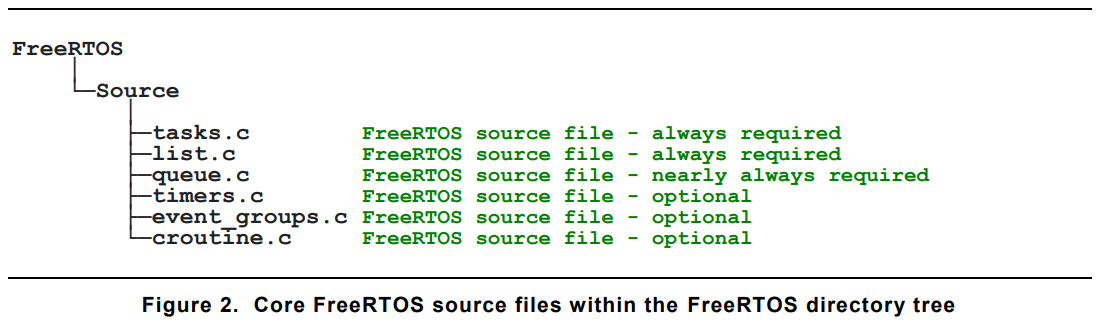 FreeRTOS
Source
tasks.c FreeRTOS source file - always required
list.c FreeRTOS source file - always required
queue.c FreeRTOS source file - nearly always required
timers.c FreeRTOS source file - optional
event_groups.c FreeRTOS source file - optional
croutine.c FreeRTOS source file - optional
Figure 2. Core FreeRTOS source files within the FreeRTOS directory tree